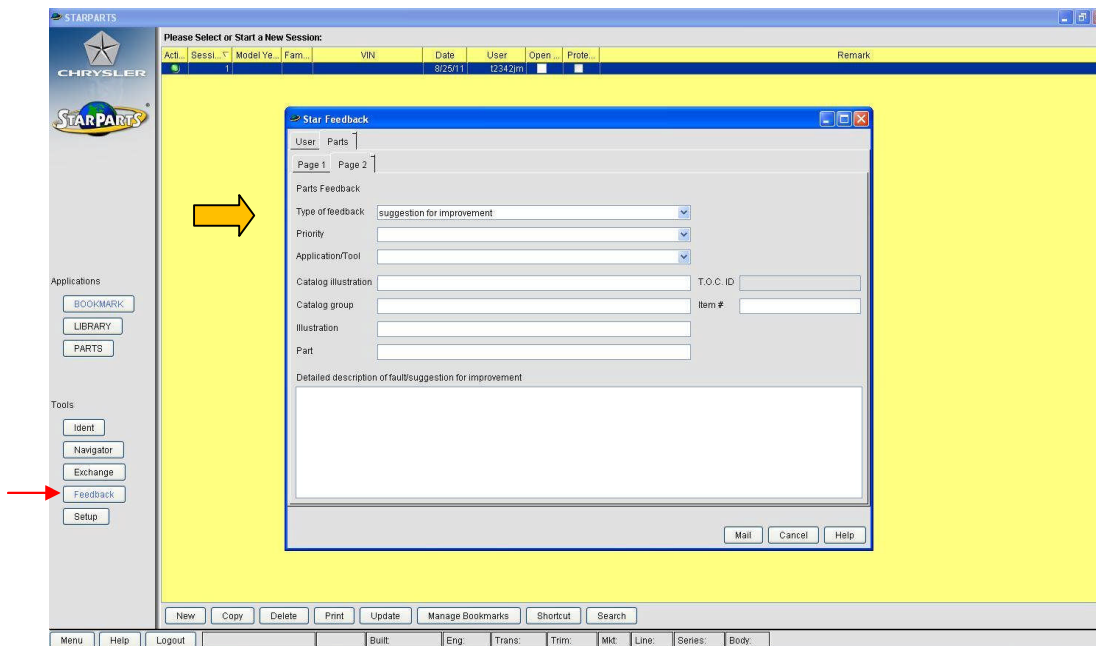 STARPARTS
CHRYSLER
STARPARTS
Please Select or Start a New Session:
Acti... Sessi... Model Ye... Fam... VIN Date User Open ... Prote... Remark
1 8/25/11 t2342jm
Star Feedback
User Parts
Page 1 Page 2
Parts Feedback
Type of feedback suggestion for improvement
Priority
Application/Tool
Catalog illustration T.O.C. ID
Catalog group Item #
Illustration
Part
Detailed description of fault/suggestion for improvement
Mail Cancel Help
Applications
BOOKMARK
LIBRARY
PARTS
Tools
Ident
Navigator
Exchange
Feedback
Setup
New Copy Delete Print Update Manage Bookmarks Shortcut Search
Menu Help Logout Built: Eng: Trans: Trim: Mkt: Line: Series: Body: